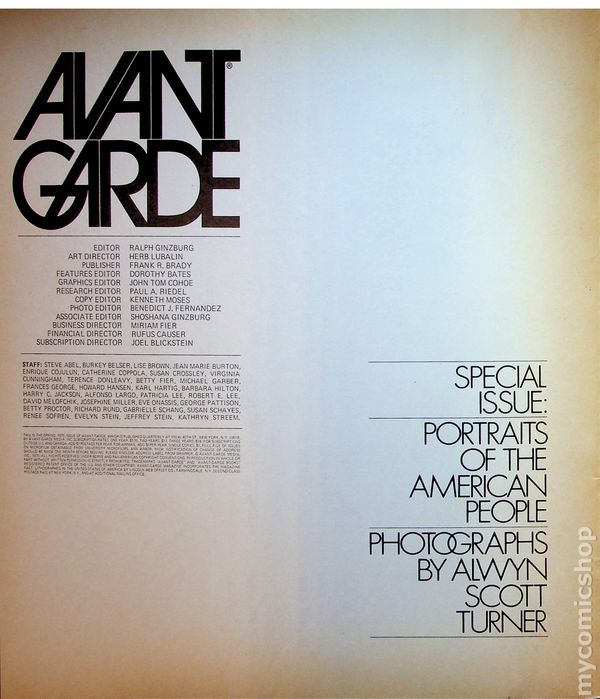 AVANT
GARDE
®
EDITOR RALPH GINZBURG
ART DIRECTOR HERB LUBALIN
PUBLISHER FRANK R. BRADY
FEATURES EDITOR DOROTHY BATES
GRAPHICS EDITOR JOHN TOM COHOE
RESEARCH EDITOR PAUL A. RIEDEL
COPY EDITOR KENNETH MOSES
PHOTO EDITOR BENEDICT J. FERNANDEZ
ASSOCIATE EDITOR SHOSHANA GINZBURG
BUSINESS DIRECTOR MIRIAM FIER
FINANCIAL DIRECTOR RUFUS CAUSER
SUBSCRIPTION DIRECTOR JOEL BLICKSTEIN
STAFF: STEVE ABEL, BURKEY BELSER, LISE BROWN, JEAN MARIE BURTON,
ENRIQUE COJULUN, CATHERINE COPPOLA, SUSAN CROSSLEY, VIRGINIA
CUNNINGHAM, TERENCE DONLEAVY, BETTY FIER, MICHAEL GARBER,
FRANCES GEORGE, HOWARD HANSEN, KARL HARTIG, BARBARA HILTON,
HARRY C. JACKSON, ALFONSO LARGO, PATRICIA LEE, ROBERT E. LEE,
DAVID MELOFCHIK, JOSEPHINE MILLER, EVE ONASSIS, GEORGE PATTISON,
BETTY PROCTOR, RICHARD RUND, GABRIELLE SCHANG, SUSAN SCHAYES,
RENEE SOFREN, EVELYN STEIN, JEFFREY STEIN, KATHRYN STREEM.
SPECIAL
ISSUE:
PORTRAITS
OF THE
AMERICAN
PEOPLE
PHOTOGRAPHS
BY ALWYN
SCOTT
TURNER
mycomicshop